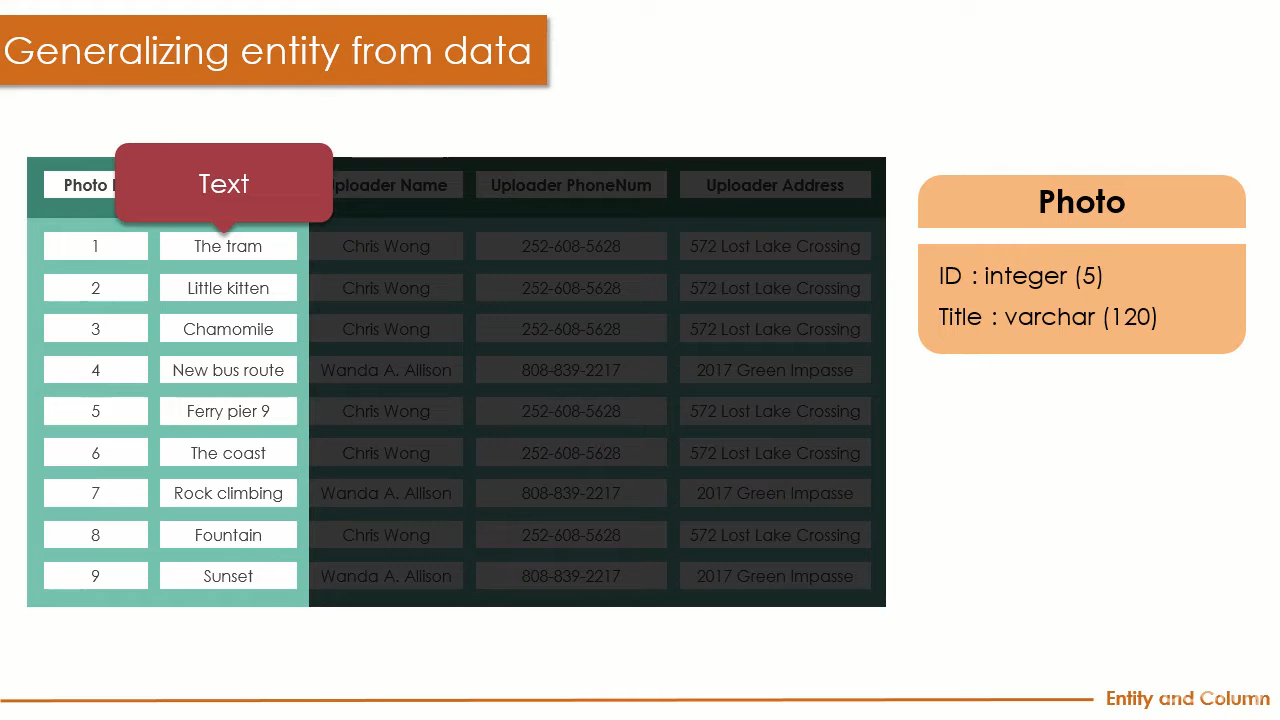 Generalizing entity from data
Text
Photo
Uploader Name Uploader PhoneNum Uploader Address
1 The tram Chris Wong 252-608-5628 572 Lost Lake Crossing
2 Little kitten Chris Wong 252-608-5628 572 Lost Lake Crossing
3 Chamomile Chris Wong 252-608-5628 572 Lost Lake Crossing
4 New bus route Wanda A. Allison 808-839-2217 2017 Green Impasse
5 Ferry pier 9 Chris Wong 252-608-5628 572 Lost Lake Crossing
6 The coast Chris Wong 252-608-5628 572 Lost Lake Crossing
7 Rock climbing Wanda A. Allison 808-839-2217 2017 Green Impasse
8 Fountain Chris Wong 252-608-5628 572 Lost Lake Crossing
9 Sunset Wanda A. Allison 808-839-2217 2017 Green Impasse
Photo
ID : integer (5)
Title : varchar (120)
Entity and Column